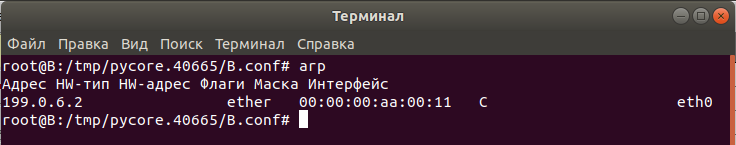 Терминал
Файл Правка Вид Поиск Терминал Справка
root@B:/tmp/pycore.40665/B.conf# arp
Адрес HW-тип HW-адрес Флаги Маска Интерфейс
199.0.6.2 ether 00:00:00:aa:00:11 C eth0
root@B:/tmp/pycore.40665/B.conf#